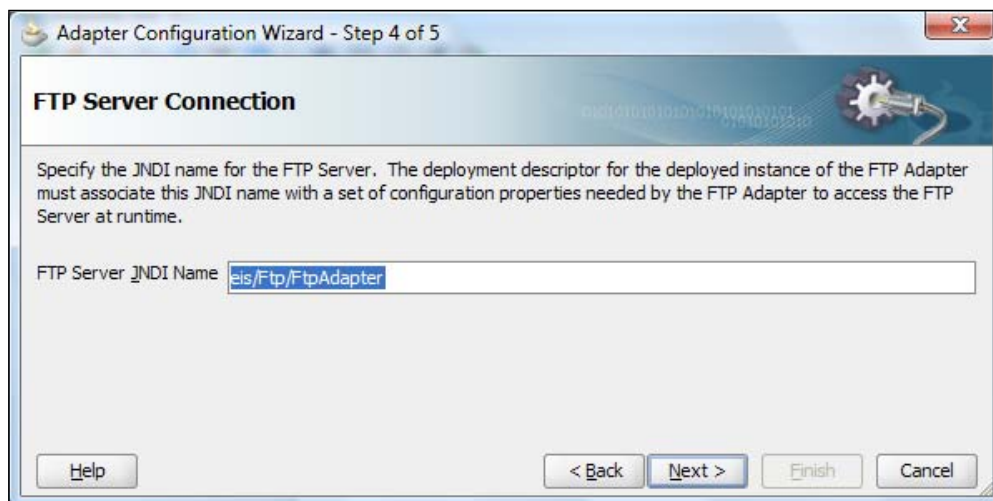 Adapter Configuration Wizard - Step 4 of 5
FTP Server Connection
Specify the JNDI name for the FTP Server. The deployment descriptor for the deployed instance of the FTP Adapter
must associate this JNDI name with a set of configuration properties needed by the FTP Adapter to access the FTP
Server at runtime.
FTP Server JNDI Name eis/Ftp/FtpAdapter
Help < Back Next > Finish Cancel